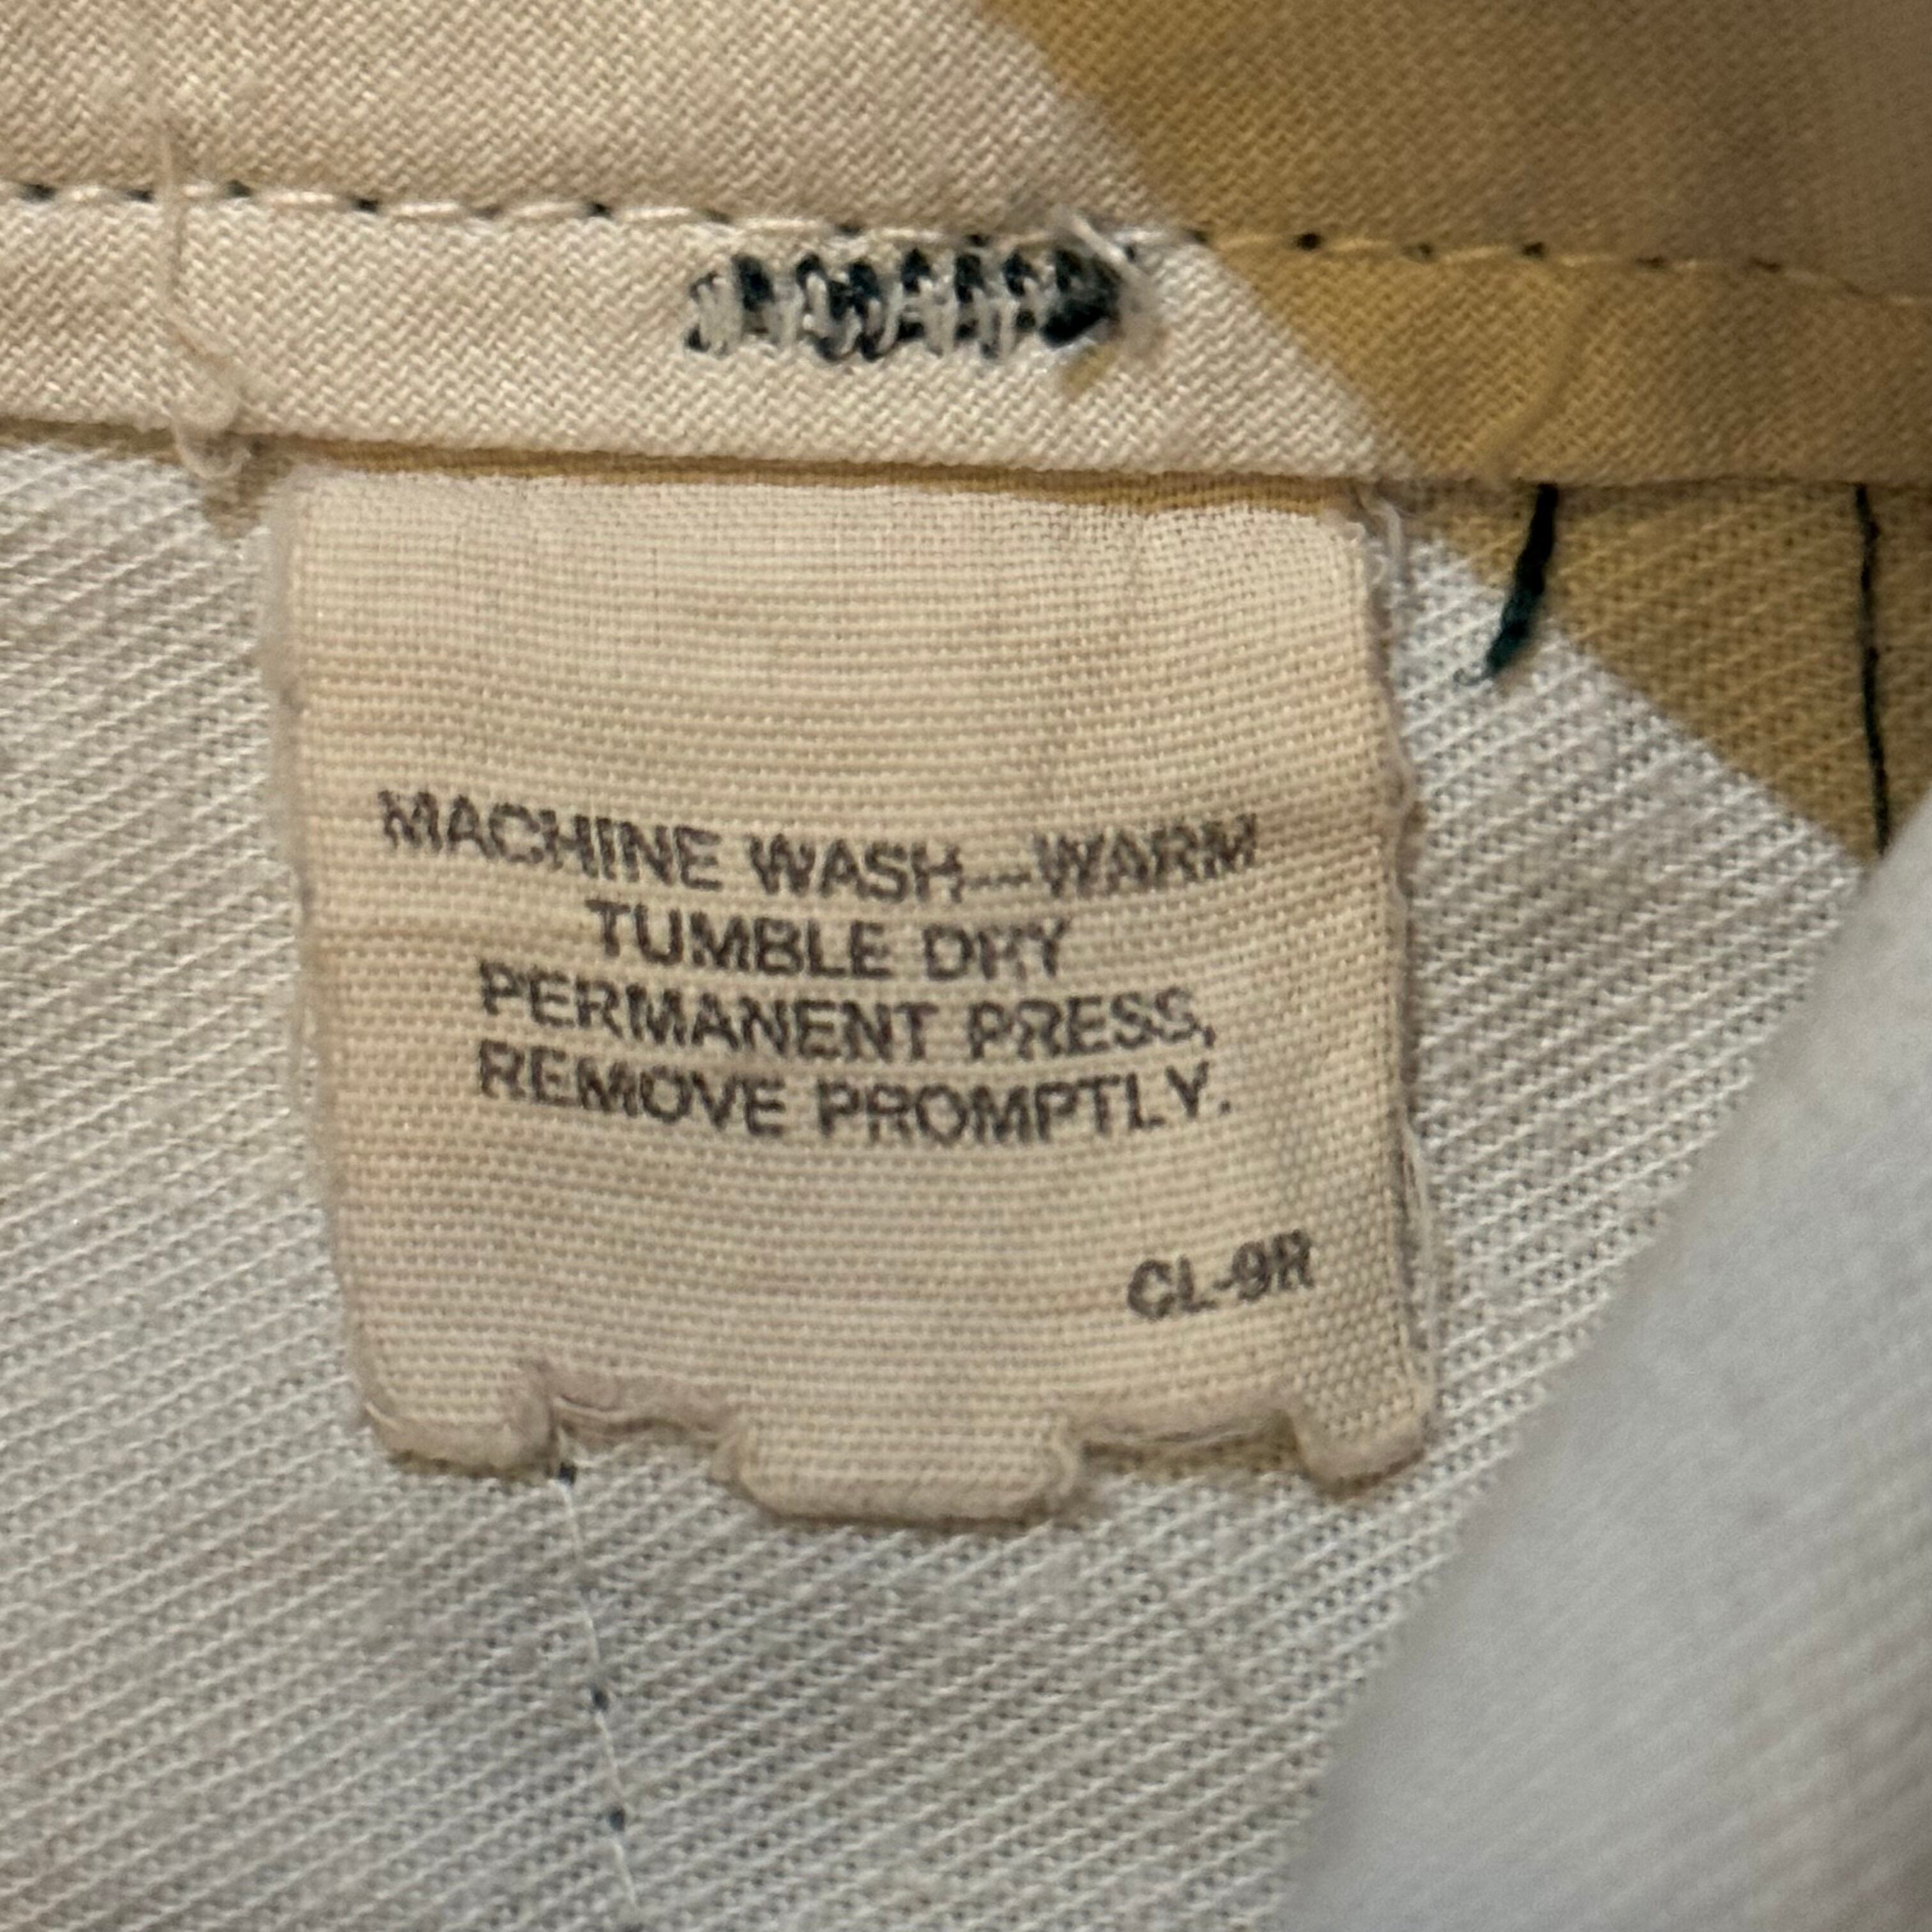 MACHINE WASH—WARM
TUMBLE DRY
PERMANENT PRESS,
REMOVE PROMPTLY.
CL-9R